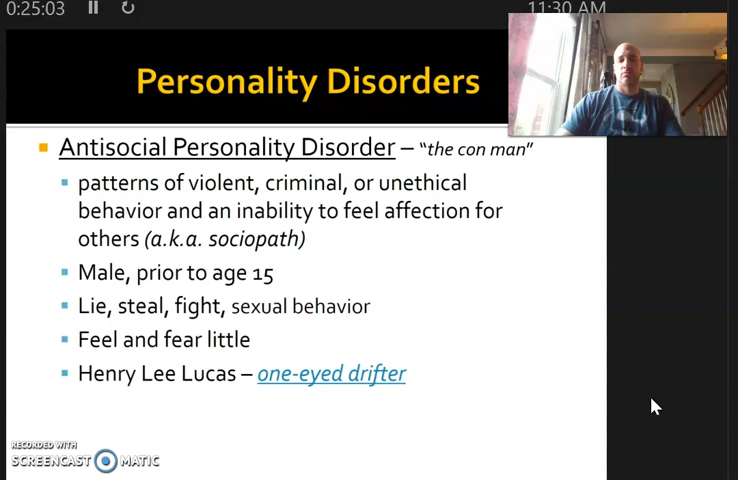 0:25:03
11:30 AM
Personality Disorders
Antisocial Personality Disorder – “the con man”
patterns of violent, criminal, or unethical
behavior and an inability to feel affection for
others (a.k.a. sociopath)
Male, prior to age 15
Lie, steal, fight, sexual behavior
Feel and fear little
Henry Lee Lucas – one-eyed drifter
RECORDED WITH
SCREENCAST MATIC